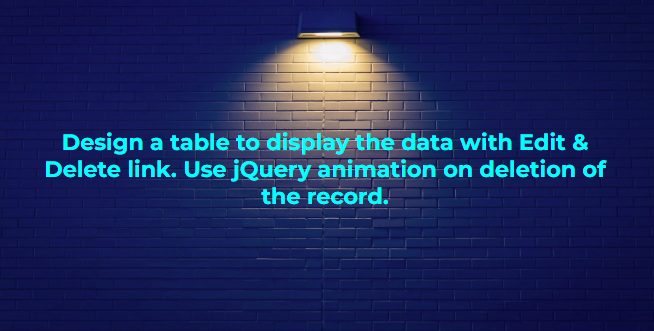 Design a table to display the data with Edit &
Delete link. Use jQuery animation on deletion of
the record.